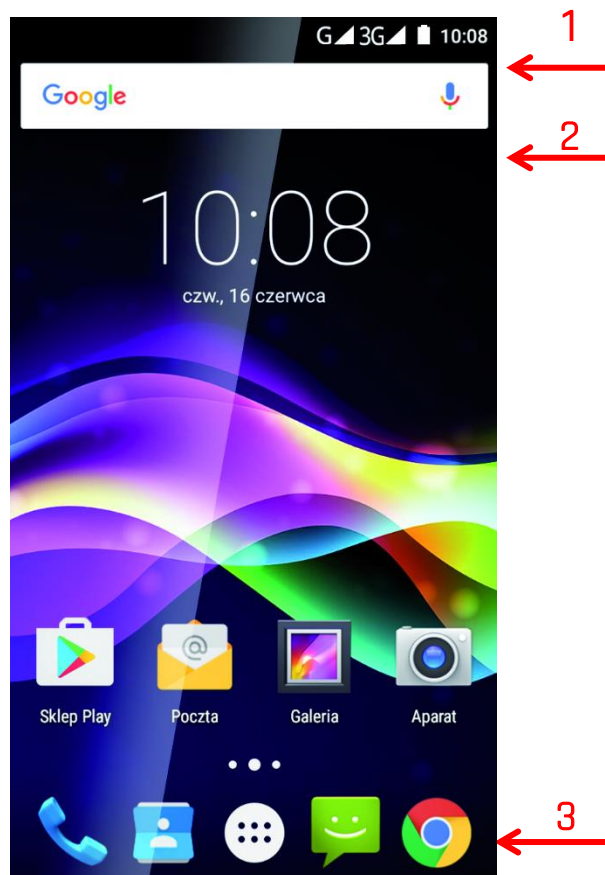 G 3G 10:08
1
Google
2
10:08
czw., 16 czerwca
Sklep Play Poczta Galeria Aparat
@
3